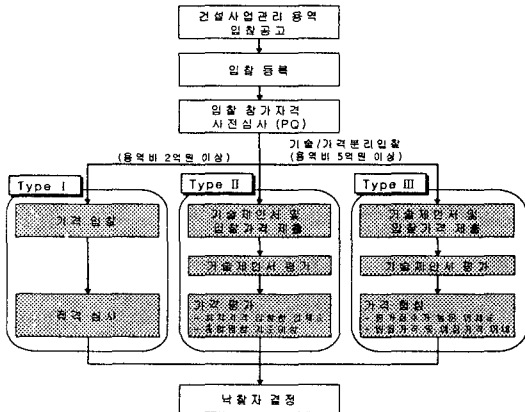 건설사업관리 용역
입찰공고
입찰 등록
입찰 참가자격
사전심사 (PQ)
기술/가격분리입찰
(용역비 2억원 이상)
(용역비 5억원 이상)
Type I
Type II
Type III
가격 입찰
기술제안서 및
입찰가격 제출
기술제안서 및
입찰가격 제출
기술제안서 평가
기술제안서 평가
심사
가격 평가
가격 협상
낙찰자 결정